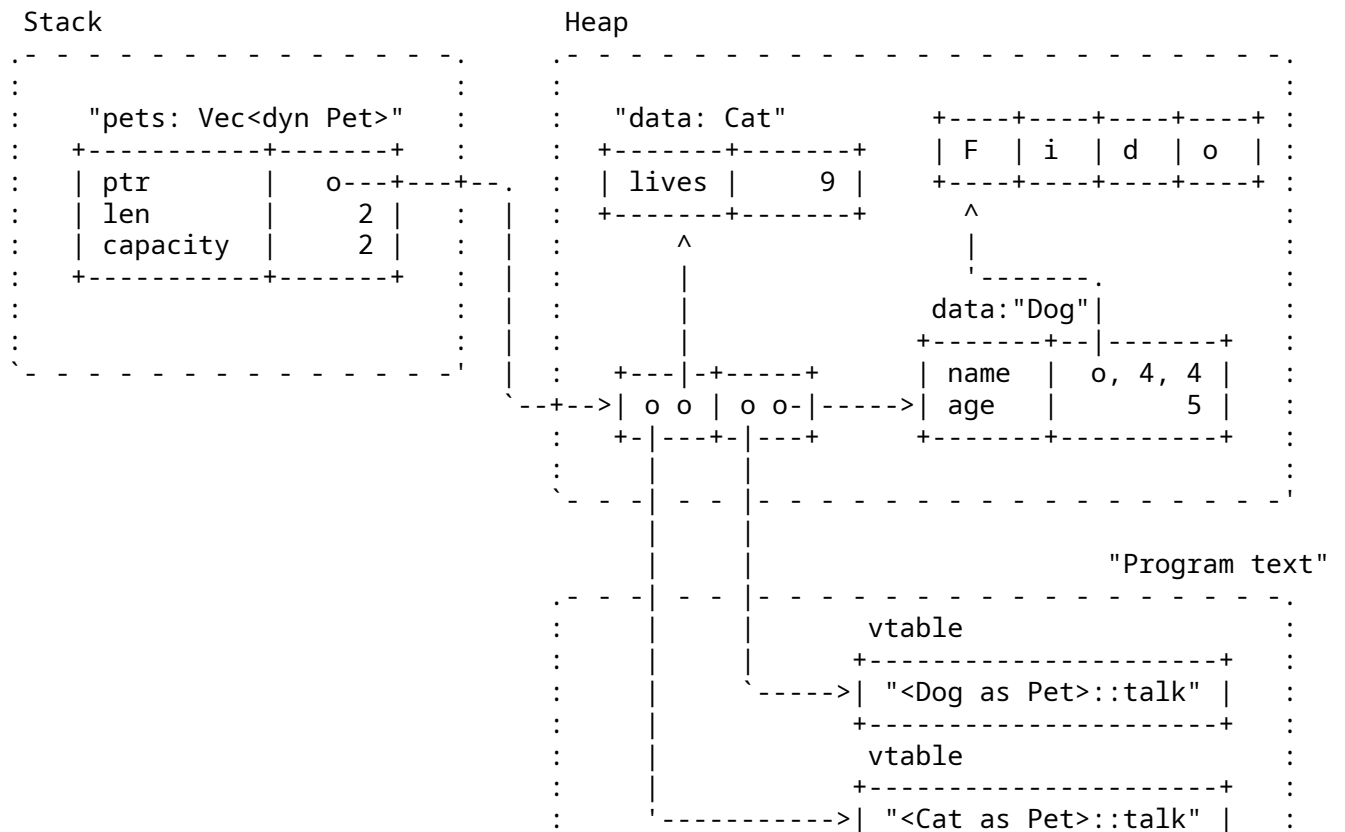 Stack
Heap
"pets: Vec<dyn Pet>"
ptr o
len 2
capacity 2
"data: Cat"
lives 9
F i d o
data:"Dog"
name o, 4, 4
age 5
o o o o
"Program text"
vtable
"<Dog as Pet>::talk"
vtable
"<Cat as Pet>::talk"